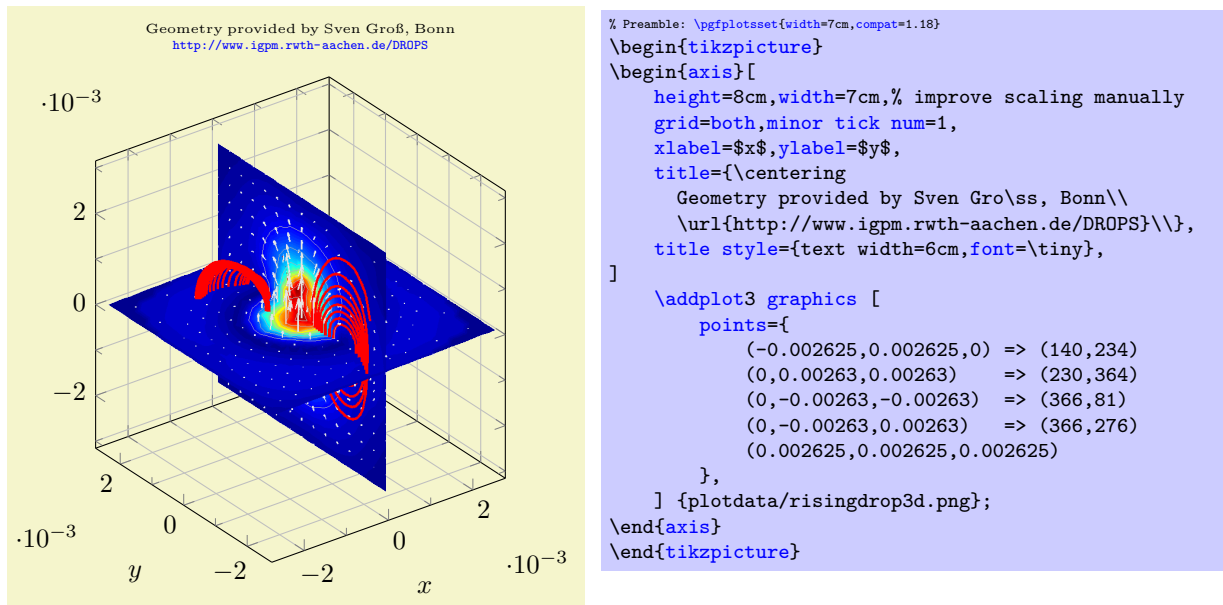 Geometry provided by Sven Groß, Bonn
http://www.igpm.rwth-aachen.de/DROPS
·10⁻³
2
0
−2
2
0
−2
·10⁻³
y
−2
0
2
·10⁻³
x
% Preamble: \pgfplotsset{width=7cm,compat=1.18}
\begin{tikzpicture}
\begin{axis}[
    height=8cm,width=7cm,% improve scaling manually
    grid=both,minor tick num=1,
    xlabel=$x$,ylabel=$y$,
    title={\centering
      Geometry provided by Sven Gro\ss, Bonn\\
      \url{http://www.igpm.rwth-aachen.de/DROPS}\\},
    title style={text width=6cm,font=\tiny},
]
    \addplot3 graphics [
        points={
            (-0.002625,0.002625,0) => (140,234)
            (0,0.00263,0.00263)    => (230,364)
            (0,-0.00263,-0.00263)  => (366,81)
            (0,-0.00263,0.00263)   => (366,276)
            (0.002625,0.002625,0.002625)
        },
    ] {plotdata/risingdrop3d.png};
\end{axis}
\end{tikzpicture}